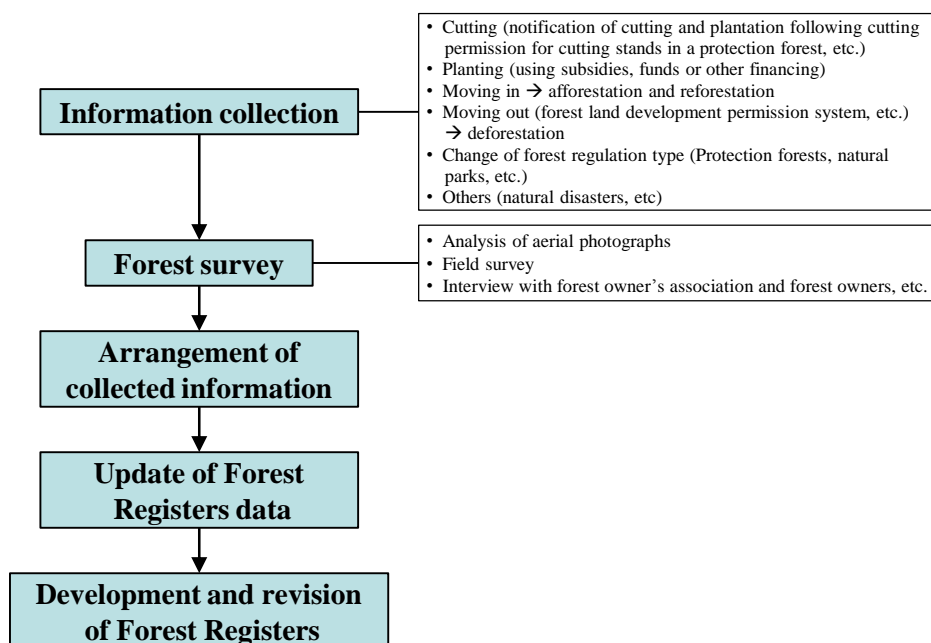 • Cutting (notification of cutting and plantation following cutting
permission for cutting stands in a protection forest, etc.)
• Planting (using subsidies, funds or other financing)
• Moving in → afforestation and reforestation
• Moving out (forest land development permission system, etc.)
→ deforestation
• Change of forest regulation type (Protection forests, natural
parks, etc.)
• Others (natural disasters, etc)
Information collection
• Analysis of aerial photographs
• Field survey
• Interview with forest owner’s association and forest owners, etc.
Forest survey
Arrangement of
collected information
Update of Forest
Registers data
Development and revision
of Forest Registers